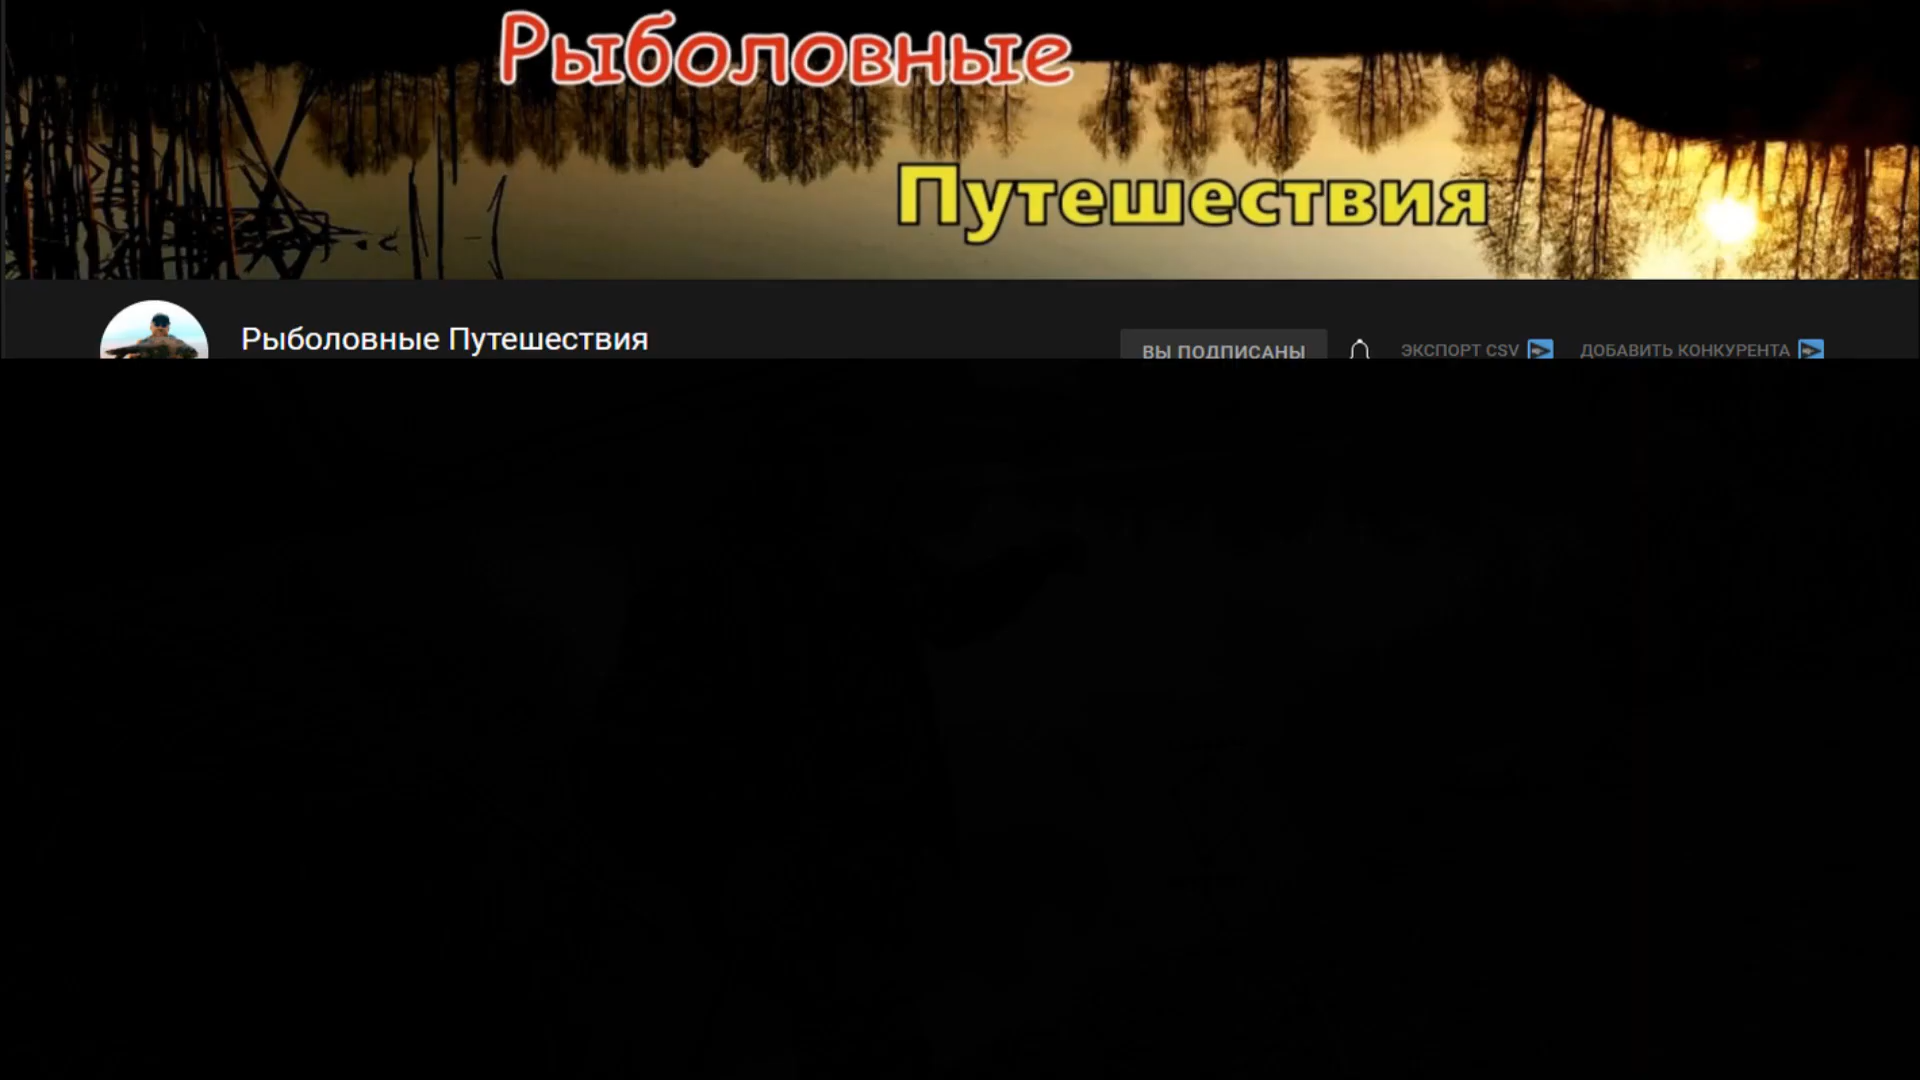 Рыболовные
Путешествия
Рыболовные Путешествия
ВЫ ПОДПИСАНЫ
ЭКСПОРТ CSV
ДОБАВИТЬ КОНКУРЕНТА